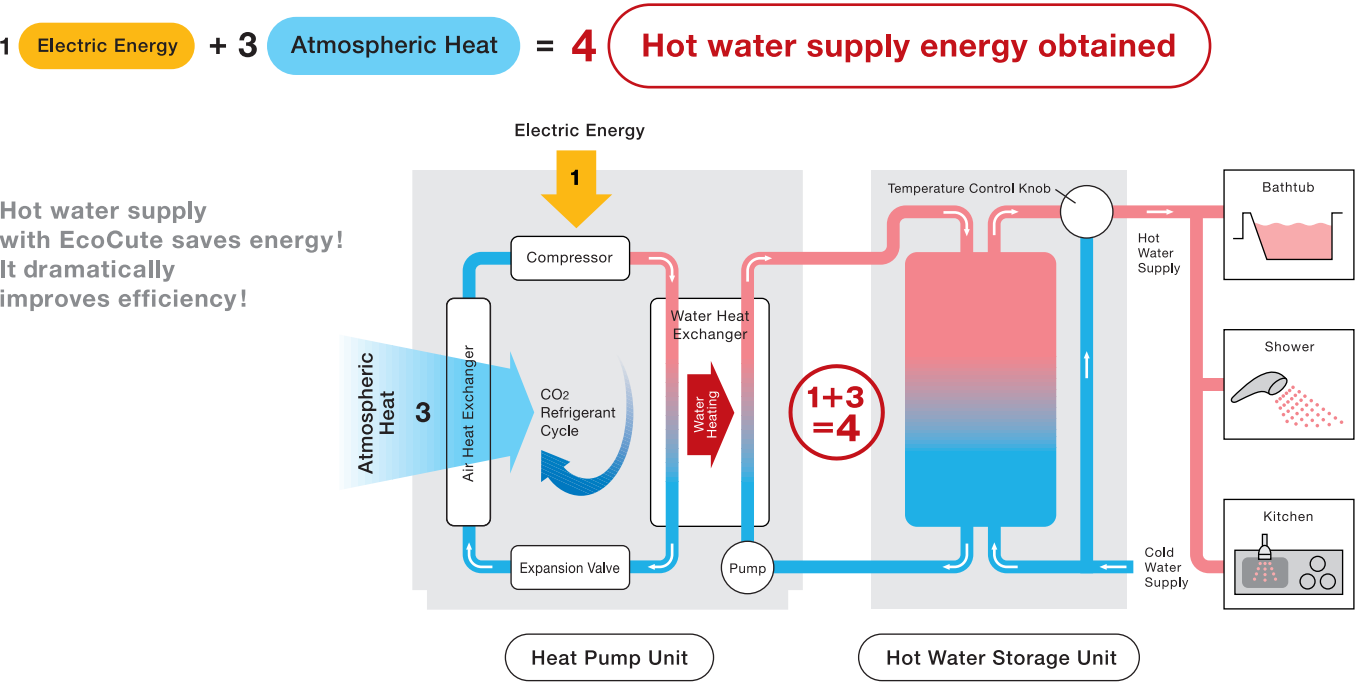 1 Electric Energy + 3 Atmospheric Heat = 4 Hot water supply energy obtained
Electric Energy
1
Hot water supply
with EcoCute saves energy!
It dramatically
improves efficiency!
Compressor
Water Heat
Exchanger
Atmospheric
Heat
3
Air Heat Exchanger
CO2
Refrigerant
Cycle
Water
Heating
Expansion Valve
Pump
1+3
=4
Temperature Control Knob
Hot
Water
Supply
Cold
Water
Supply
Bathtub
Shower
Kitchen
Heat Pump Unit
Hot Water Storage Unit